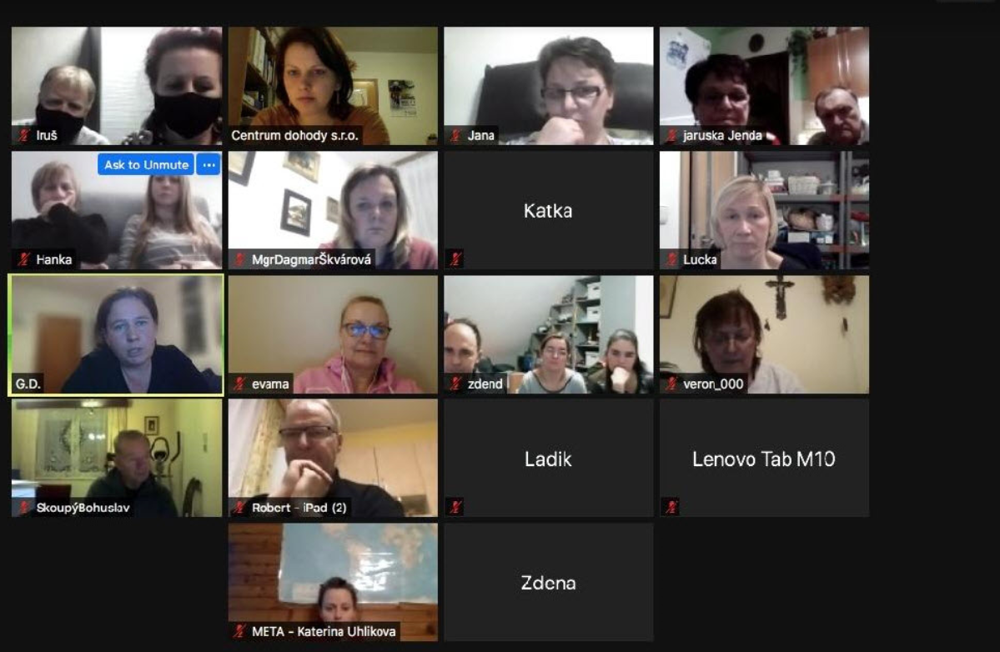 Iruš
Centrum dohody s.r.o.
Jana
jaruska Jenda
Ask to Unmute ...
Hanka
MgrDagmarŠkvárová
Katka
Lucka
G.D.
evama
zdend
veron_000
SkoupýBohuslav
Robert - iPad (2)
Ladik
Lenovo Tab M10
META - Katerina Uhlikova
Zdena